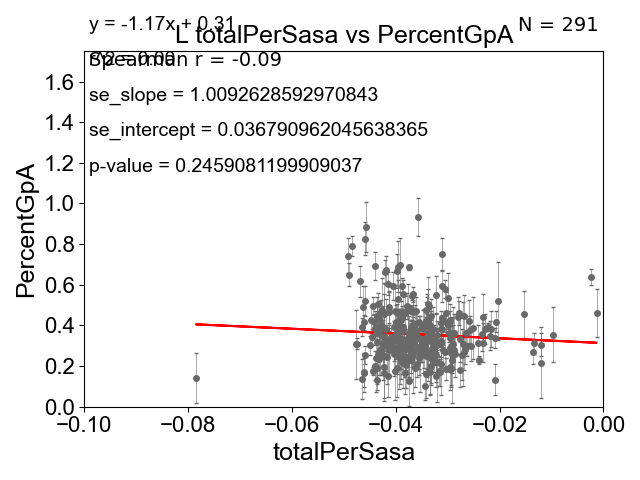 y = -1.17x + 0.31
N = 291
L totalPerSasa vs PercentGpA
Spearman r = -0.09
se_slope = 1.0092628592970843
se_intercept = 0.036790962045638365
p-value = 0.2459081199909037
PercentGpA
1.6
1.4
1.2
1.0
0.8
0.6
0.4
0.2
0.0
−0.10
−0.08
−0.06
−0.04
−0.02
0.00
totalPerSasa